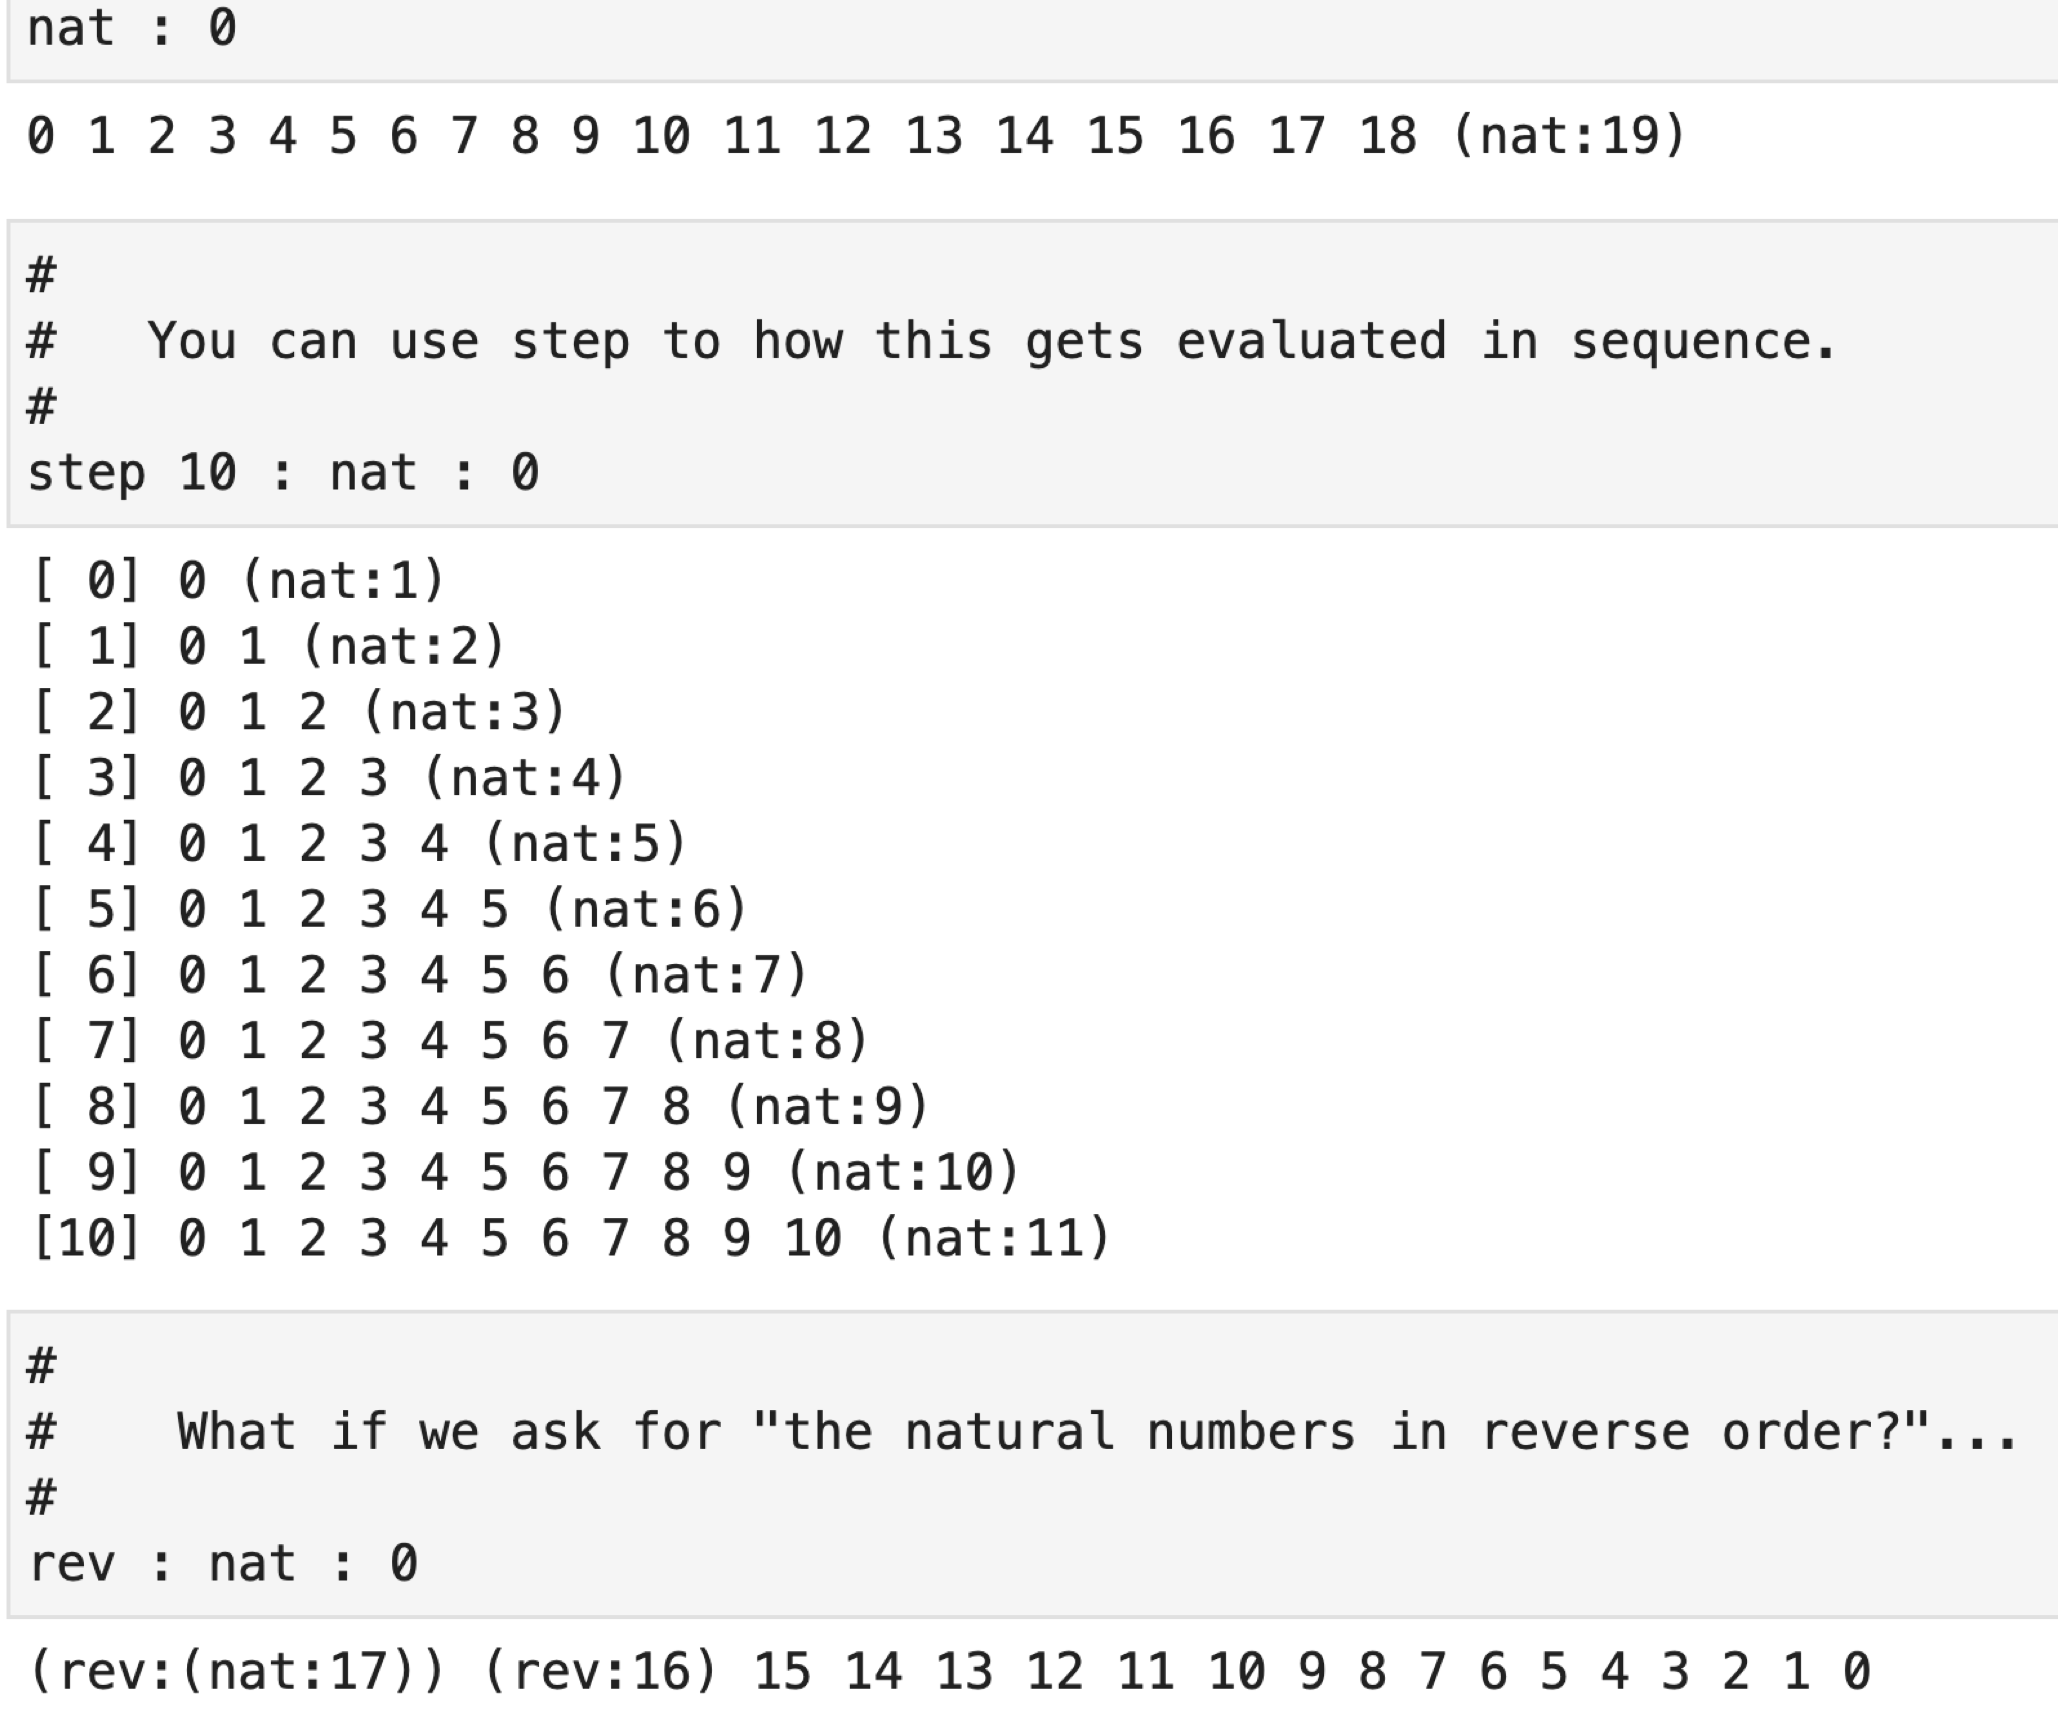 nat : 0
0 1 2 3 4 5 6 7 8 9 10 11 12 13 14 15 16 17 18 (nat:19)
#
#   You can use step to how this gets evaluated in sequence.
#
step 10 : nat : 0
[ 0] 0 (nat:1)
[ 1] 0 1 (nat:2)
[ 2] 0 1 2 (nat:3)
[ 3] 0 1 2 3 (nat:4)
[ 4] 0 1 2 3 4 (nat:5)
[ 5] 0 1 2 3 4 5 (nat:6)
[ 6] 0 1 2 3 4 5 6 (nat:7)
[ 7] 0 1 2 3 4 5 6 7 (nat:8)
[ 8] 0 1 2 3 4 5 6 7 8 (nat:9)
[ 9] 0 1 2 3 4 5 6 7 8 9 (nat:10)
[10] 0 1 2 3 4 5 6 7 8 9 10 (nat:11)
#
#    What if we ask for "the natural numbers in reverse order?"...
#
rev : nat : 0
(rev:(nat:17)) (rev:16) 15 14 13 12 11 10 9 8 7 6 5 4 3 2 1 0